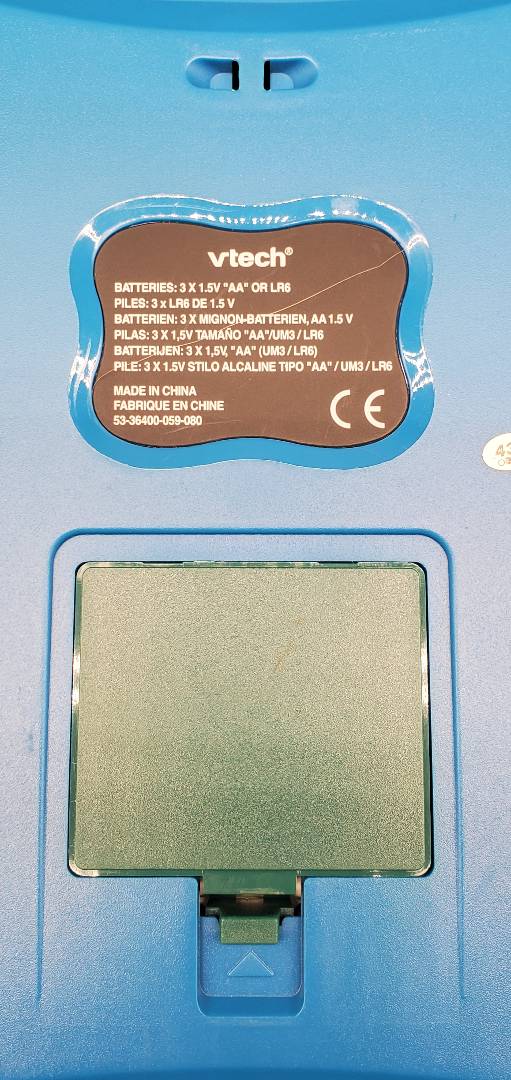 vtech®
BATTERIES: 3 X 1.5V "AA" OR LR6
PILES: 3 x LR6 DE 1.5 V
BATTERIEN: 3 X MIGNON-BATTERIEN, AA 1.5 V
PILAS: 3 X 1,5V TAMAÑO "AA"/UM3 / LR6
BATTERIJEN: 3 X 1,5V, "AA" (UM3 / LR6)
PILE: 3 X 1.5V STILO ALCALINE TIPO "AA" / UM3 / LR6
MADE IN CHINA
FABRIQUE EN CHINE
53-36400-059-080
CE